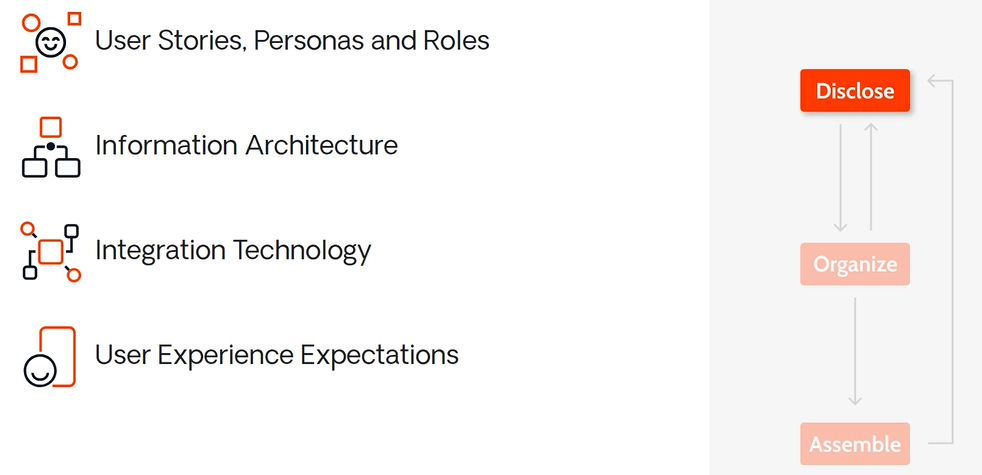 User Stories, Personas and Roles
Information Architecture
Integration Technology
User Experience Expectations
Disclose
Organize
Assemble